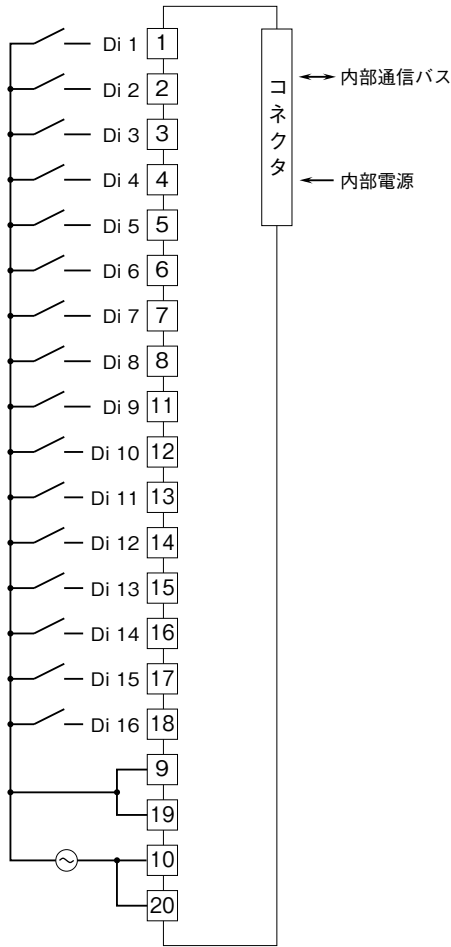 Di 1 1
Di 2 2
Di 3 3
Di 4 4
Di 5 5
Di 6 6
Di 7 7
Di 8 8
Di 9 11
Di 10 12
Di 11 13
Di 12 14
Di 13 15
Di 14 16
Di 15 17
Di 16 18
9
19
10
20
コネクタ
内部通信バス
内部電源